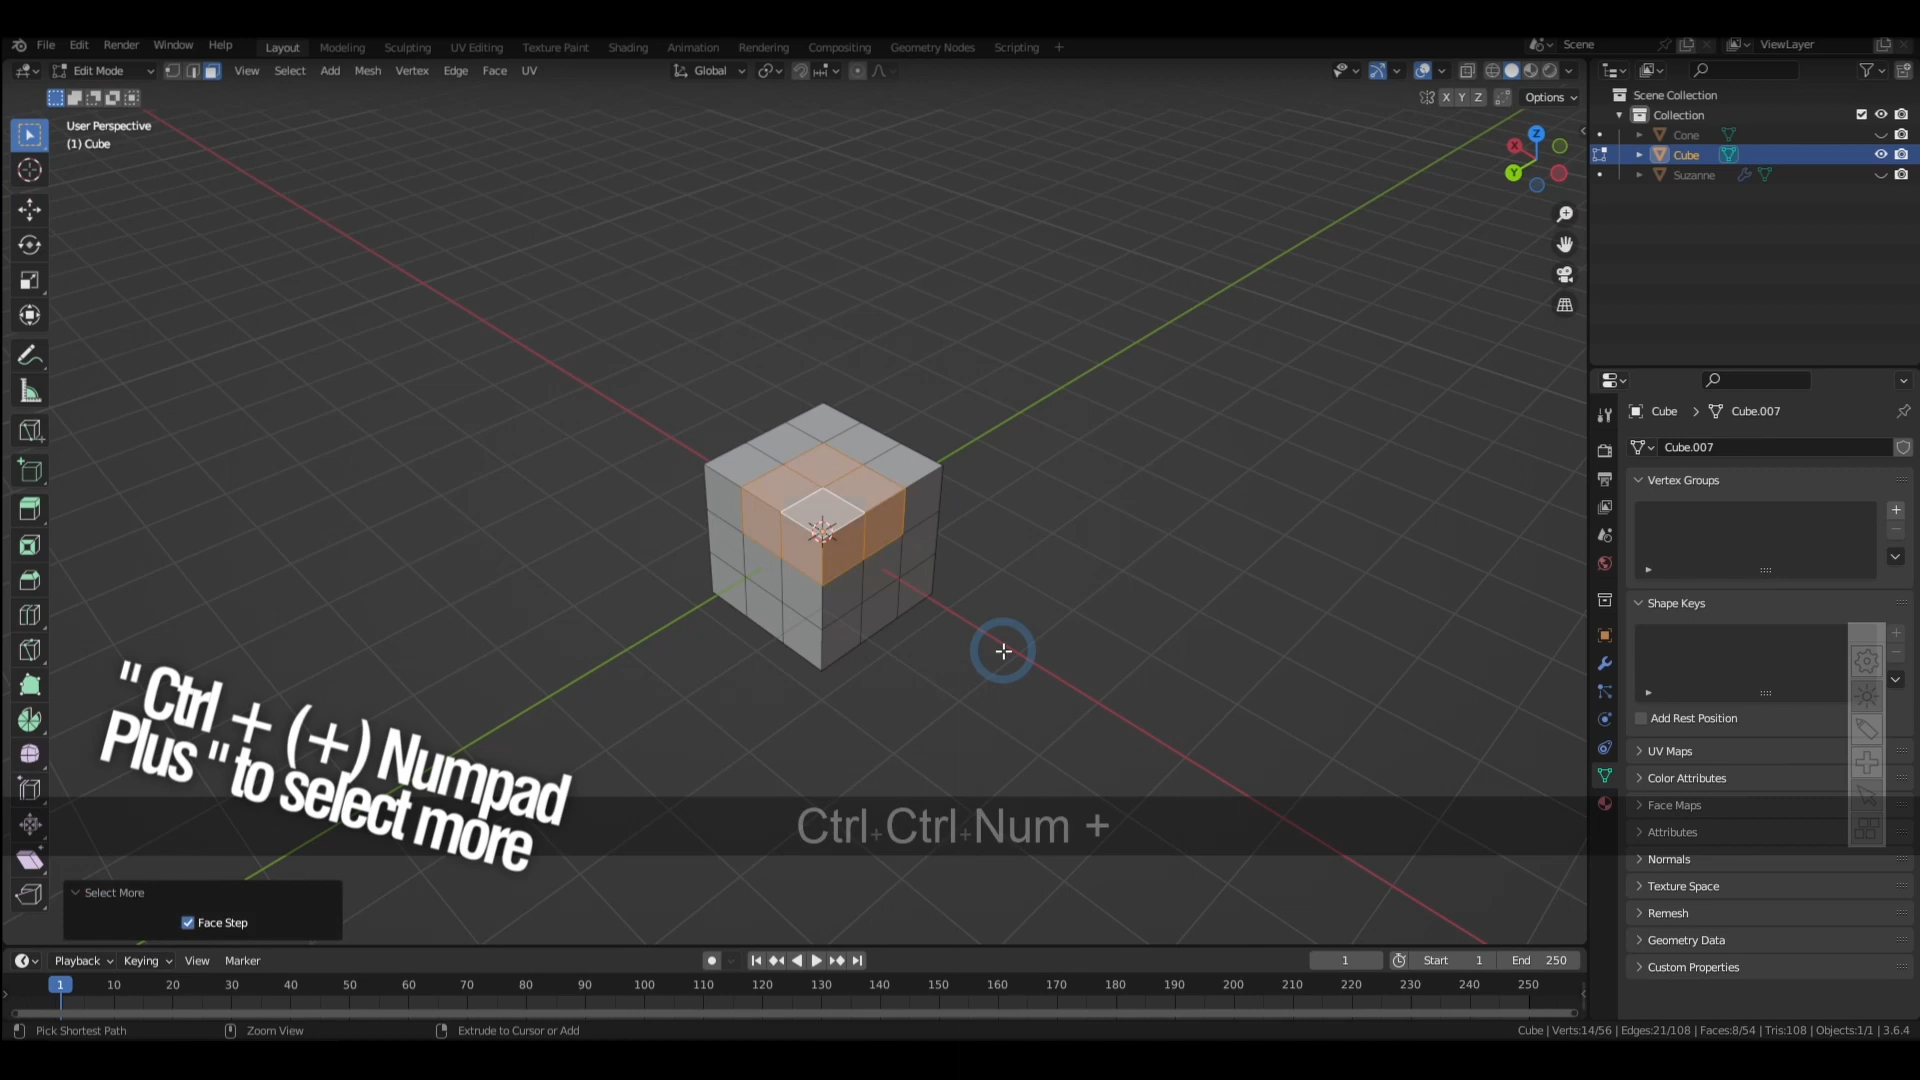 File Edit Render Window Help Layout Modeling Sculpting UV Editing Texture Paint Shading Animation Rendering Compositing Geometry Nodes Scripting + Scene ViewLayer
Edit Mode View Select Add Mesh Vertex Edge Face UV Global
X Y Z Options
User Perspective
(1) Cube
Z
X
Y
Scene Collection
Collection
Cone
Cube
Suzanne
Cube > Cube.007
Cube.007
Vertex Groups
Shape Keys
Add Rest Position
UV Maps
Color Attributes
Face Maps
Attributes
Normals
Texture Space
Remesh
Geometry Data
Custom Properties
"Ctrl + (+) Numpad
Plus "to select more
Ctrl+Ctrl+Num +
Select More
Face Step
Playback Keying View Marker 1 Start 1 End 250
1 10 20 30 40 50 60 70 80 90 100 110 120 130 140 150 160 170 180 190 200 210 220 230 240 250
Pick Shortest Path Zoom View Extrude to Cursor or Add Cube | Verts:14/56 | Edges:21/108 | Faces:8/54 | Tris:108 | Objects:1/1 | 3.6.4